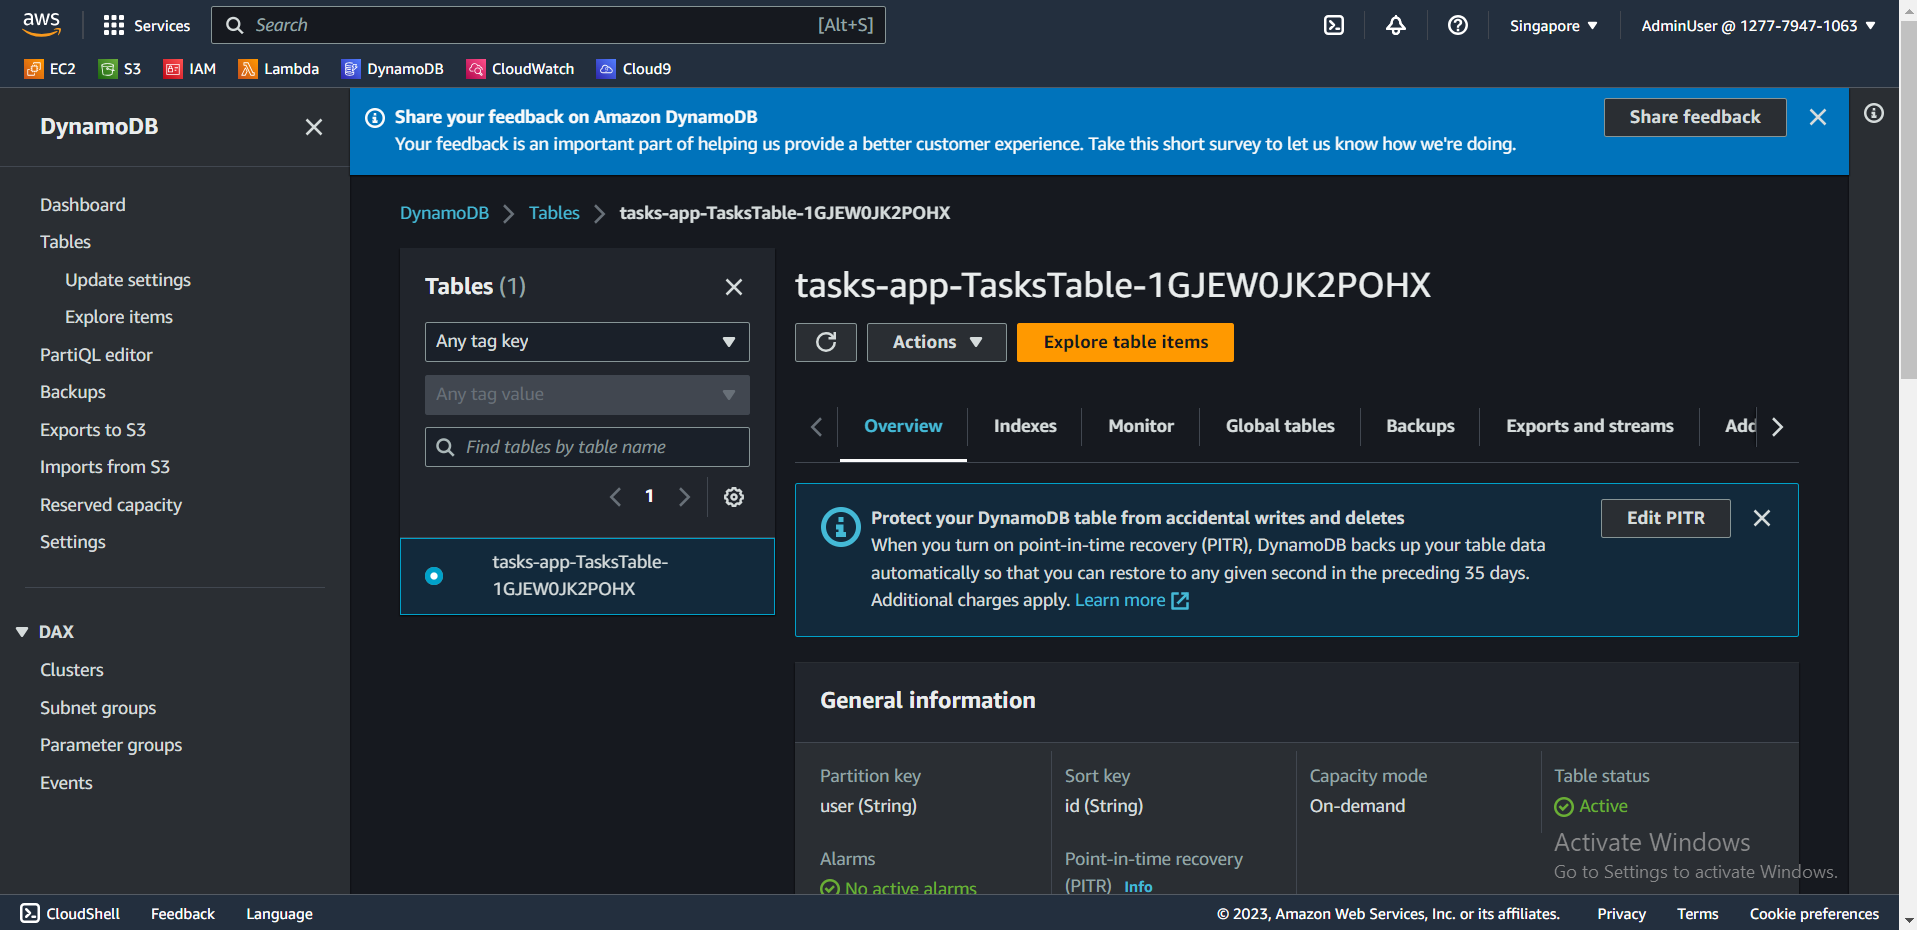 aws
Services
Search
[Alt+S]
Singapore
AdminUser @ 1277-7947-1063
EC2
S3
IAM
Lambda
DynamoDB
CloudWatch
Cloud9
DynamoDB
Dashboard
Tables
Update settings
Explore items
PartiQL editor
Backups
Exports to S3
Imports from S3
Reserved capacity
Settings
DAX
Clusters
Subnet groups
Parameter groups
Events
Share your feedback on Amazon DynamoDB
Your feedback is an important part of helping us provide a better customer experience. Take this short survey to let us know how we're doing.
Share feedback
DynamoDB
Tables
tasks-app-TasksTable-1GJEW0JK2POHX
Tables (1)
Any tag key
Any tag value
Find tables by table name
1
tasks-app-TasksTable-
1GJEW0JK2POHX
tasks-app-TasksTable-1GJEW0JK2POHX
Actions
Explore table items
Overview
Indexes
Monitor
Global tables
Backups
Exports and streams
Add
Protect your DynamoDB table from accidental writes and deletes
When you turn on point-in-time recovery (PITR), DynamoDB backs up your table data
automatically so that you can restore to any given second in the preceding 35 days.
Additional charges apply. Learn more
Edit PITR
General information
Partition key
user (String)
Sort key
id (String)
Capacity mode
On-demand
Table status
Active
Alarms
No active alarms
Point-in-time recovery
(PITR) Info
Activate Windows
Go to Settings to activate Windows.
CloudShell
Feedback
Language
© 2023, Amazon Web Services, Inc. or its affiliates.
Privacy
Terms
Cookie preferences